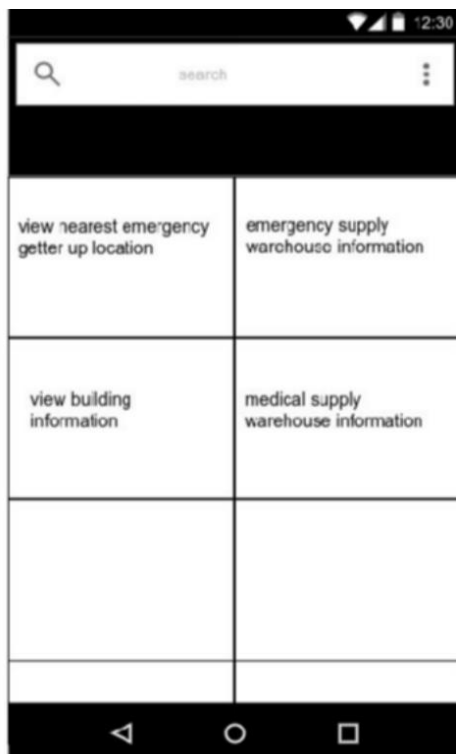 12:30
search
view nearest emergency
getter up location
emergency supply
warehouse information
view building
information
medical supply
warehouse information